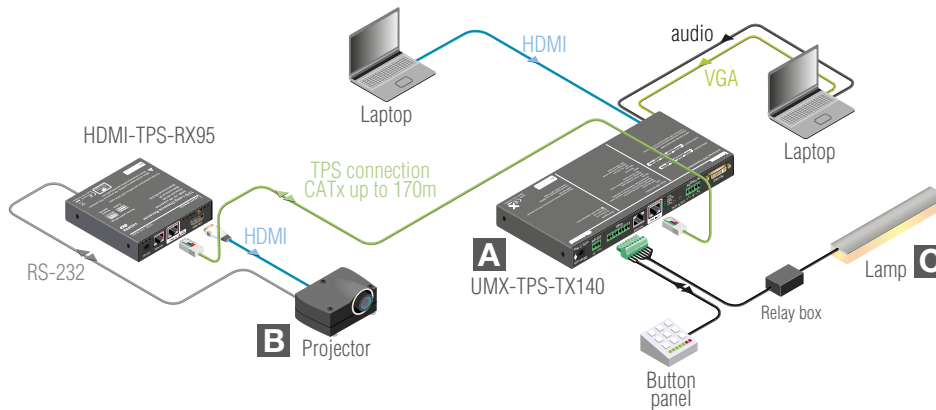 HDMI
audio
VGA
Laptop
Laptop
HDMI-TPS-RX95
TPS connection
CATx up to 170m
HDMI
RS-232
A
UMX-TPS-TX140
B
Projector
Lamp
C
Relay box
Button
panel